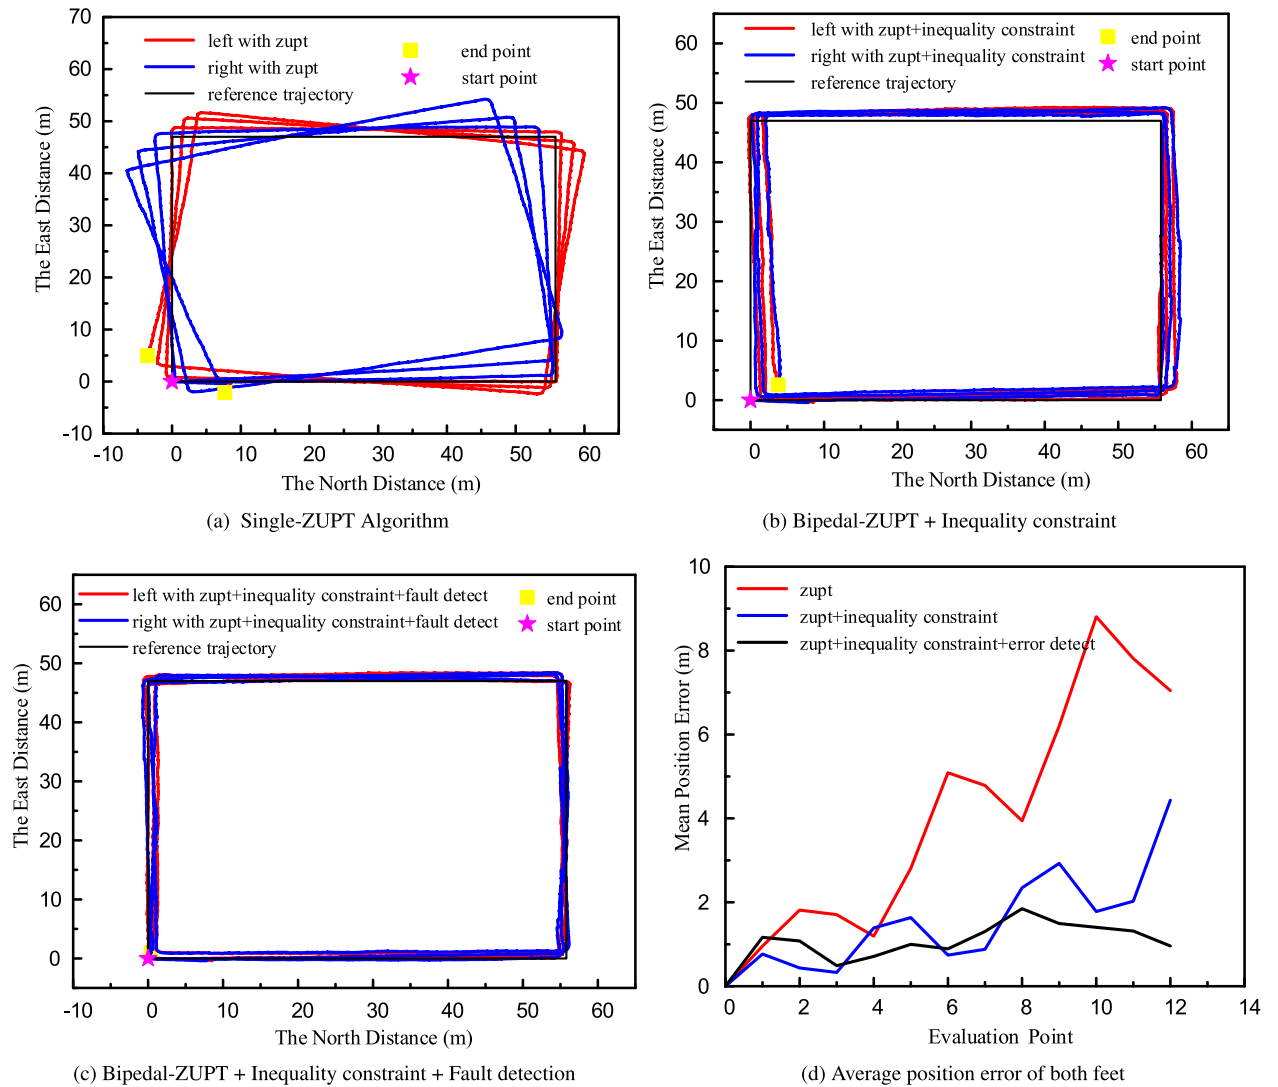 left with zupt
right with zupt
reference trajectory
end point
start point
70
60
50
40
30
20
10
0
-10
The East Distance (m)
-10 0 10 20 30 40 50 60
The North Distance (m)
(a) Single-ZUPT Algorithm
left with zupt+inequality constraint
right with zupt+inequality constraint
reference trajectory
end point
start point
60
50
40
30
20
10
0
The East Distance (m)
0 10 20 30 40 50 60
The North Distance (m)
(b) Bipedal-ZUPT + Inequality constraint
left with zupt+inequality constraint+fault detect
right with zupt+inequality constraint+fault detect
reference trajectory
end point
start point
60
50
40
30
20
10
0
The East Distance (m)
-10 0 10 20 30 40 50 60
The North Distance (m)
(c) Bipedal-ZUPT + Inequality constraint + Fault detection
zupt
zupt+inequality constraint
zupt+inequality constraint+error detect
10
8
6
4
2
0
Mean Position Error (m)
0 2 4 6 8 10 12 14
Evaluation Point
(d) Average position error of both feet